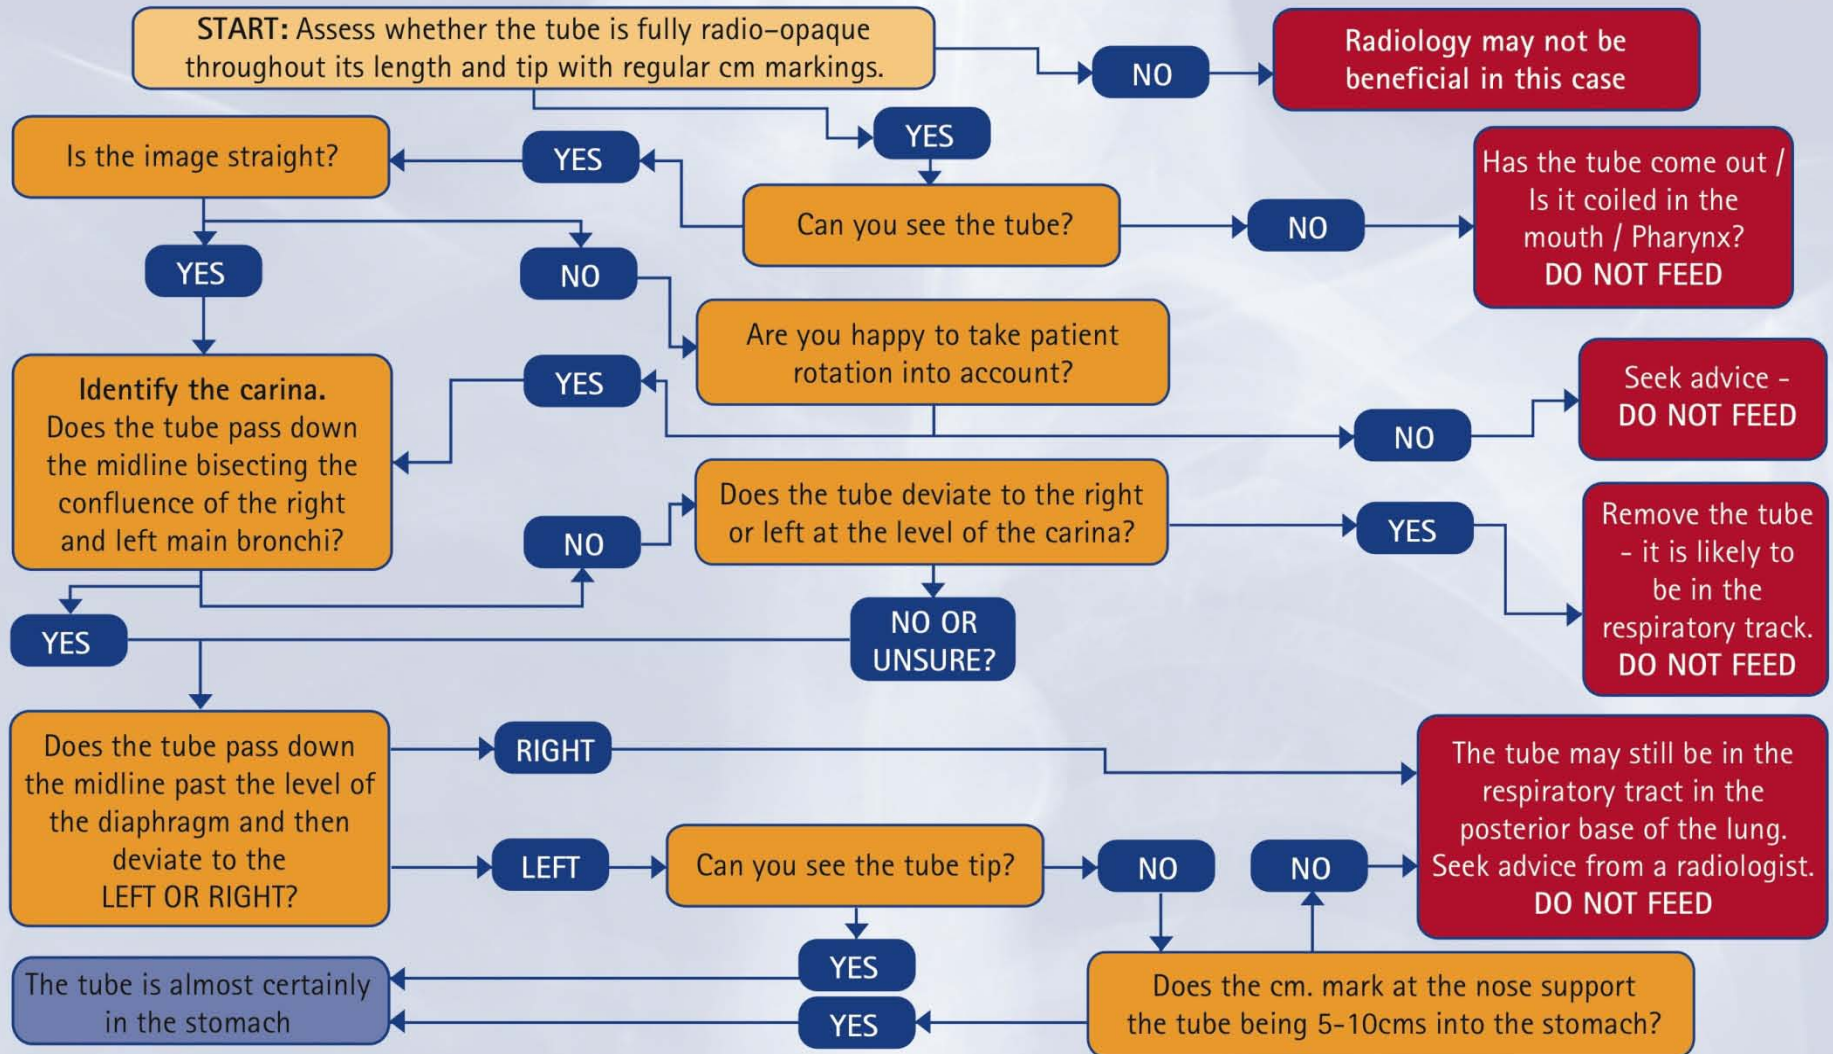 START: Assess whether the tube is fully radio-opaque
throughout its length and tip with regular cm markings.
NO
Radiology may not be
beneficial in this case
YES
Can you see the tube?
NO
Has the tube come out /
Is it coiled in the
mouth / Pharynx?
DO NOT FEED
YES
Is the image straight?
YES
NO
Are you happy to take patient
rotation into account?
YES
NO
Seek advice -
DO NOT FEED
Identify the carina.
Does the tube pass down
the midline bisecting the
confluence of the right
and left main bronchi?
NO
Does the tube deviate to the right
or left at the level of the carina?
YES
Remove the tube
- it is likely to
be in the
respiratory track.
DO NOT FEED
YES
NO OR
UNSURE?
Does the tube pass down
the midline past the level of
the diaphragm and then
deviate to the
LEFT OR RIGHT?
RIGHT
The tube may still be in the
respiratory tract in the
posterior base of the lung.
Seek advice from a radiologist.
DO NOT FEED
LEFT
Can you see the tube tip?
NO
NO
YES
Does the cm. mark at the nose support
the tube being 5-10cms into the stomach?
YES
The tube is almost certainly
in the stomach